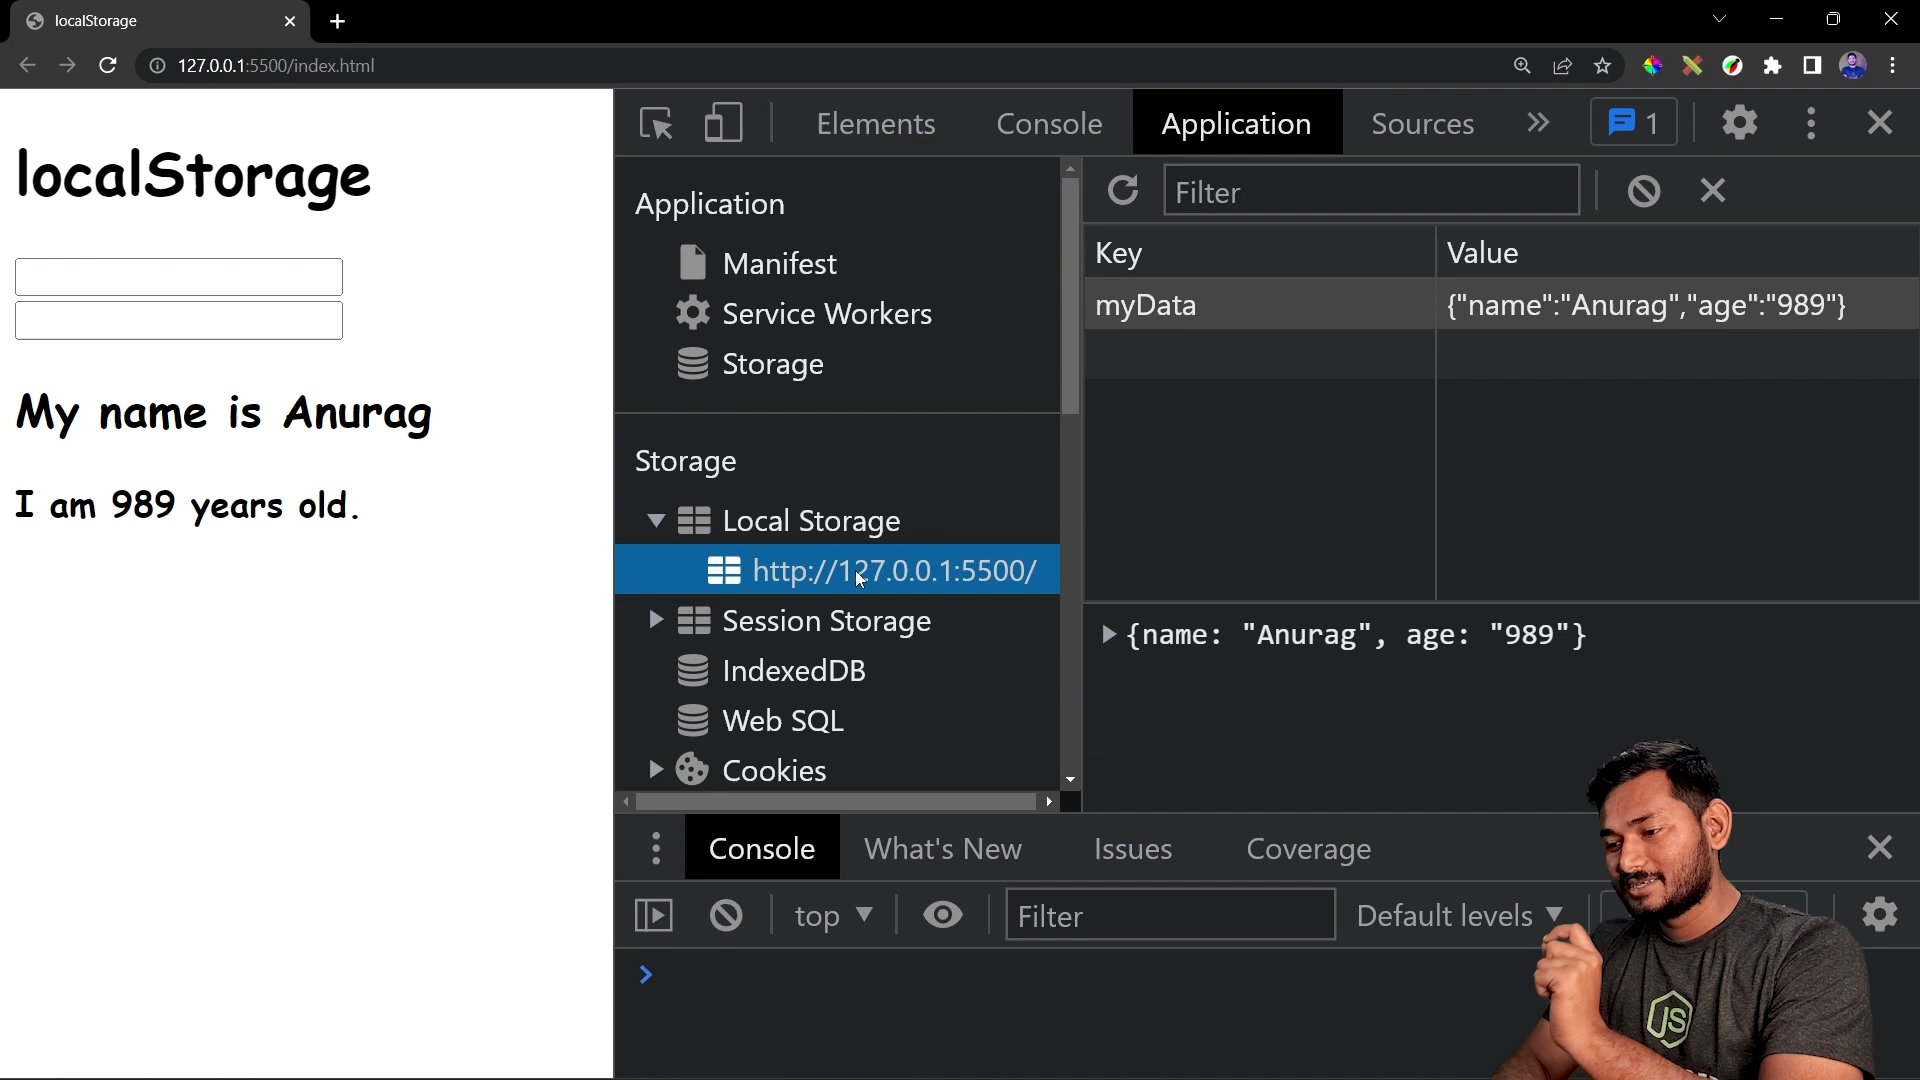 localStorage
127.0.0.1:5500/index.html
localStorage
My name is Anurag
I am 989 years old.
Elements
Console
Application
Sources
1
Application
Manifest
Service Workers
Storage
Storage
Local Storage
http://127.0.0.1:5500/
Session Storage
IndexedDB
Web SQL
Cookies
Filter
Key
Value
myData
{"name":"Anurag","age":"989"}
{name: "Anurag", age: "989"}
Console
What's New
Issues
Coverage
top
Filter
Default levels
JS